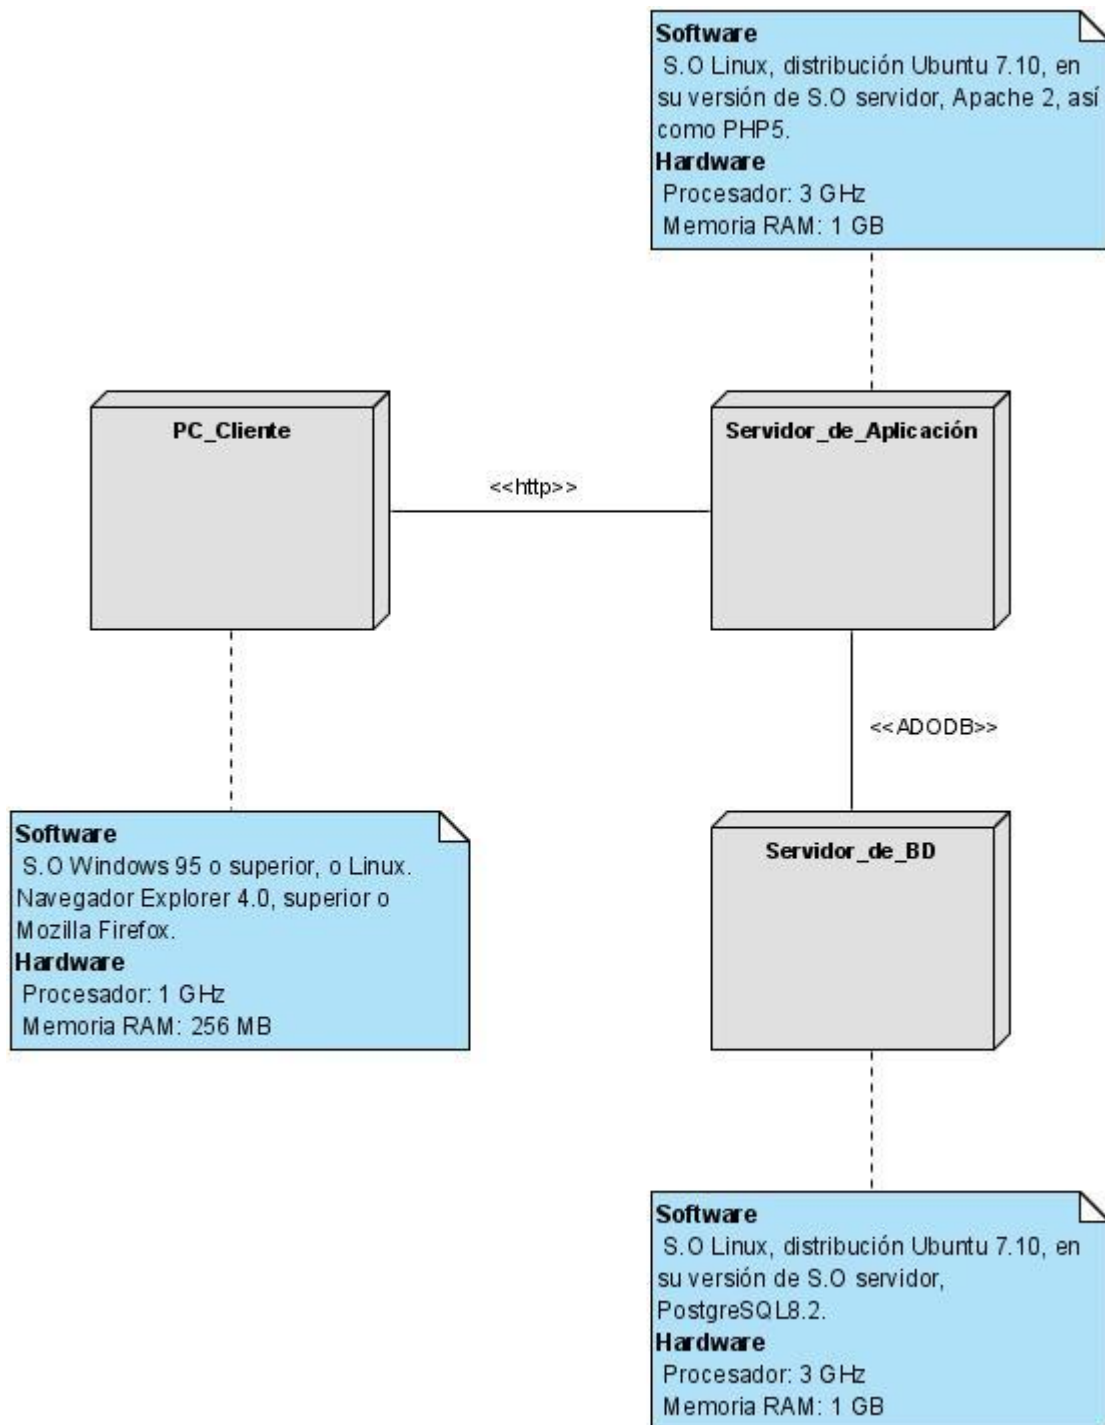 Software
S.O Linux, distribución Ubuntu 7.10, en
su versión de S.O servidor, Apache 2, así
como PHP5.
Hardware
Procesador: 3 GHz
Memoria RAM: 1 GB
PC_Cliente
<<http>>
Servidor_de_Aplicación
<<ADODB>>
Software
S.O Windows 95 o superior, o Linux.
Navegador Explorer 4.0, superior o
Mozilla Firefox.
Hardware
Procesador: 1 GHz
Memoria RAM: 256 MB
Servidor_de_BD
Software
S.O Linux, distribución Ubuntu 7.10, en
su versión de S.O servidor,
PostgreSQL8.2.
Hardware
Procesador: 3 GHz
Memoria RAM: 1 GB